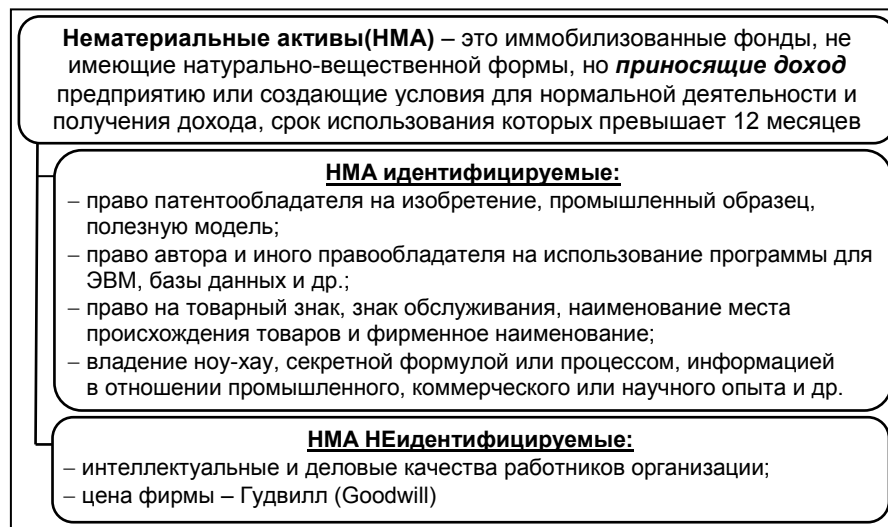 Нематериальные активы(НМА) – это иммобилизованные фонды, не
имеющие натурально-вещественной формы, но приносящие доход
предприятию или создающие условия для нормальной деятельности и
получения дохода, срок использования которых превышает 12 месяцев
НМА идентифицируемые:
– право патентообладателя на изобретение, промышленный образец,
полезную модель;
– право автора и иного правообладателя на использование программы для
ЭВМ, базы данных и др.;
– право на товарный знак, знак обслуживания, наименование места
происхождения товаров и фирменное наименование;
– владение ноу-хау, секретной формулой или процессом, информацией
в отношении промышленного, коммерческого или научного опыта и др.
НМА НЕидентифицируемые:
– интеллектуальные и деловые качества работников организации;
– цена фирмы – Гудвилл (Goodwill)